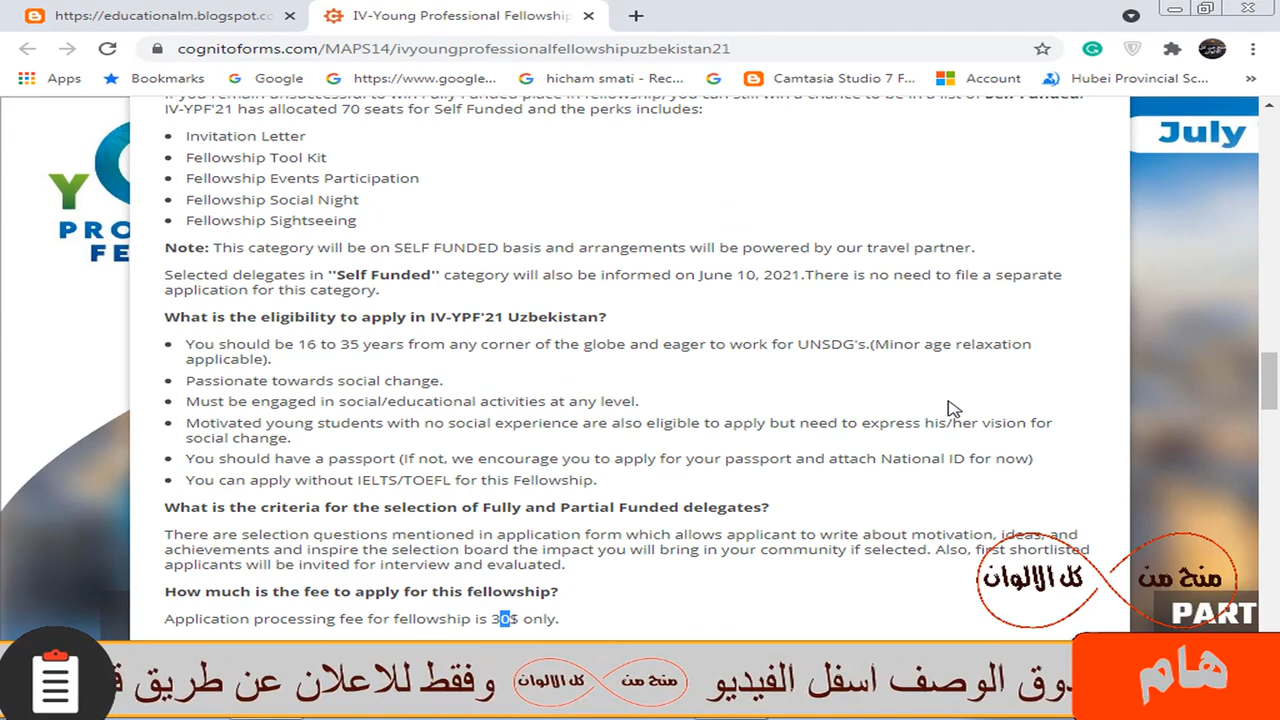 https://educationalm.blogspot.co
IV-Young Professional Fellowship
cognitoforms.com/MAPS14/ivyoungprofessionalfellowshipuzbekistan21
Apps Bookmarks Google https://www.google... hicham smati - Rec... Camtasia Studio 7 F... Account Hubei Provincial Sc... »
IV-YPF'21 has allocated 70 seats for Self Funded and the perks includes:
• Invitation Letter
• Fellowship Tool Kit
• Fellowship Events Participation
• Fellowship Social Night
• Fellowship Sightseeing
Note: This category will be on SELF FUNDED basis and arrangements will be powered by our travel partner.
Selected delegates in "Self Funded" category will also be informed on June 10, 2021.There is no need to file a separate
application for this category.
What is the eligibility to apply in IV-YPF'21 Uzbekistan?
• You should be 16 to 35 years from any corner of the globe and eager to work for UNSDG's.(Minor age relaxation
applicable).
• Passionate towards social change.
• Must be engaged in social/educational activities at any level.
• Motivated young students with no social experience are also eligible to apply but need to express his/her vision for
social change.
• You should have a passport (If not, we encourage you to apply for your passport and attach National ID for now)
• You can apply without IELTS/TOEFL for this Fellowship.
What is the criteria for the selection of Fully and Partial Funded delegates?
There are selection questions mentioned in application form which allows applicant to write about motivation, ideas, and
achievements and inspire the selection board the impact you will bring in your community if selected. Also, first shortlisted
applicants will be invited for interview and evaluated.
How much is the fee to apply for this fellowship?
Application processing fee for fellowship is 30$ only.
Y
PRO
FE
July
PART
منح من كل الالوان
هام
دوق الوصف اسفل الفيديو
منح من كل الالوان
وفقط للاعلان عن طريق